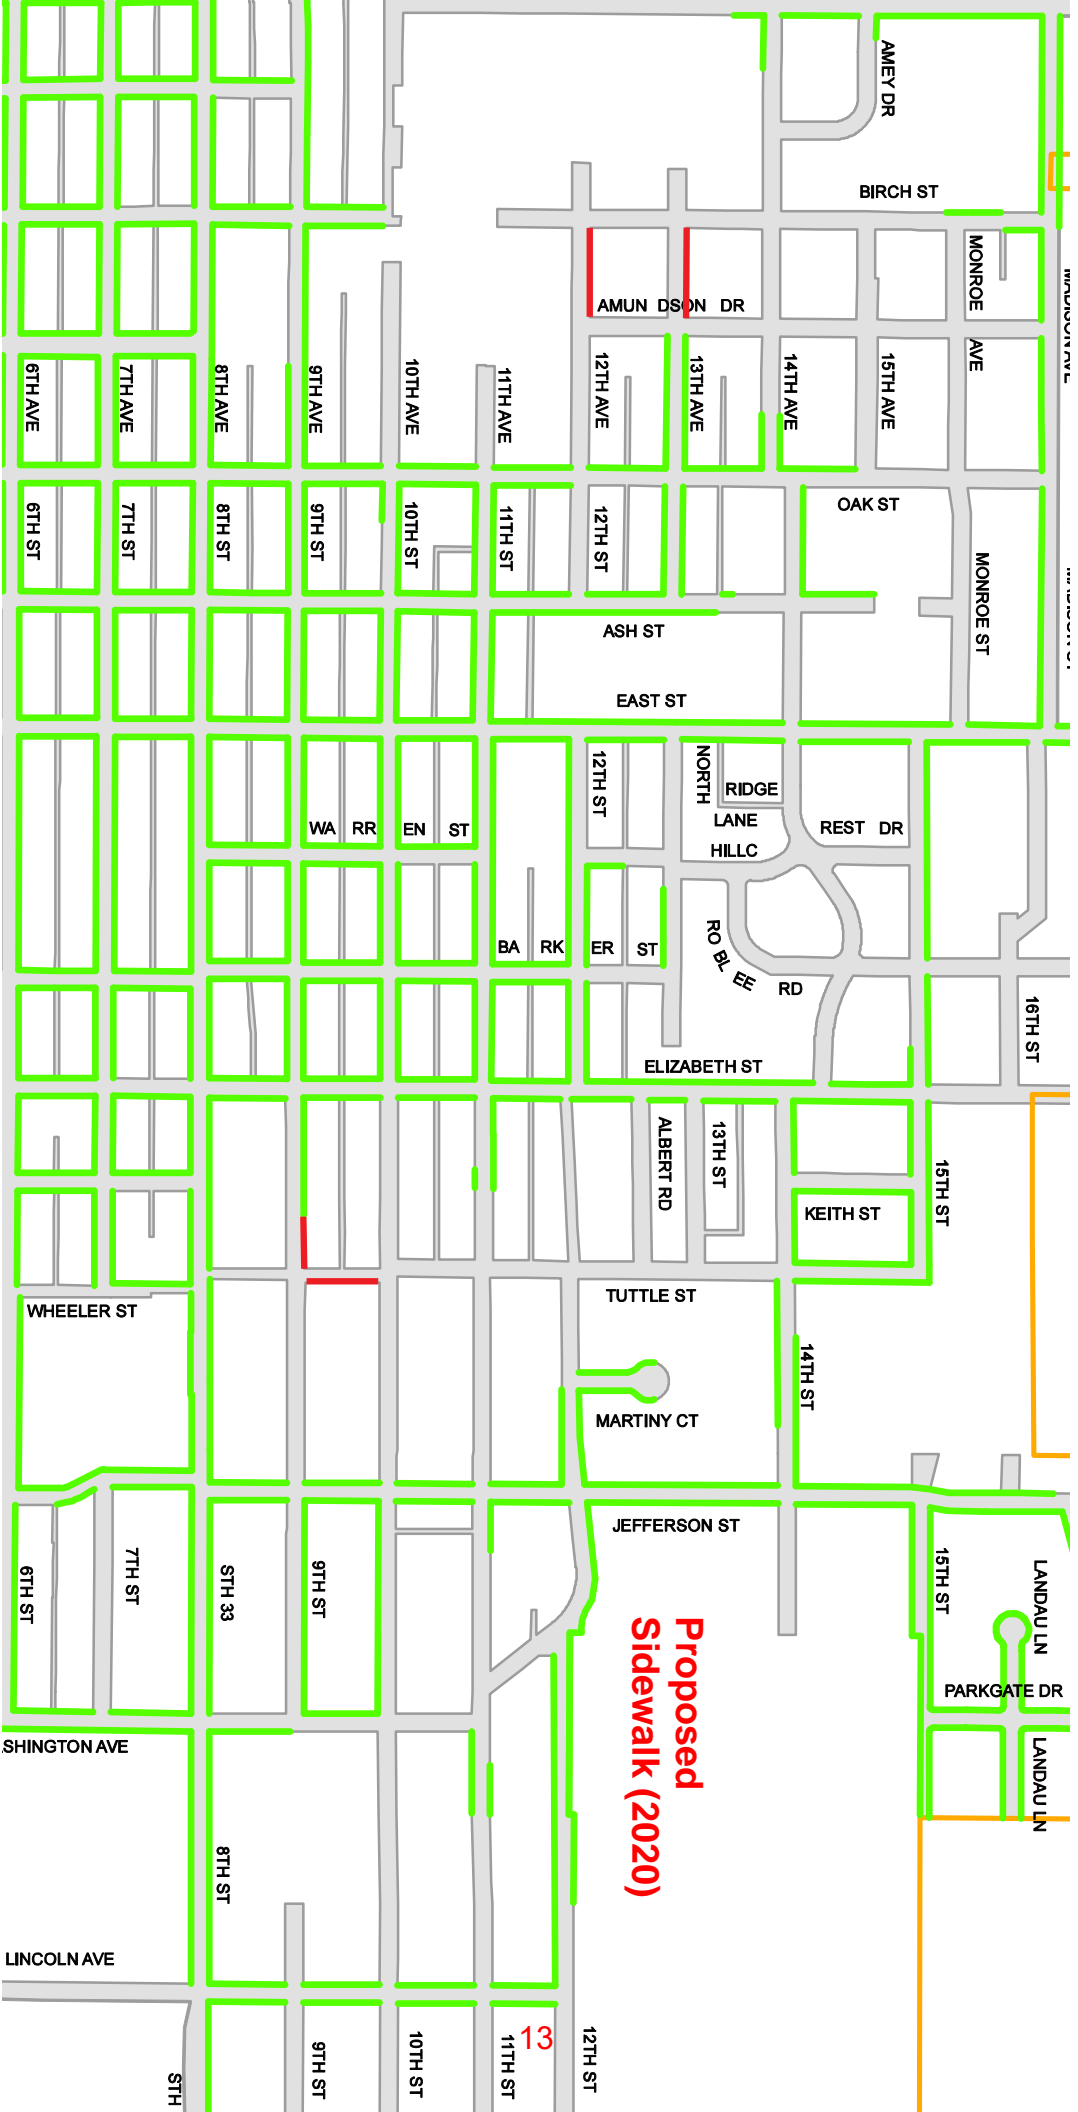 AMEY DR
BIRCH ST
MONROE
AVE
MADISON AVE
AMUN DSON DR
6TH AVE
7TH AVE
8TH AVE
9TH AVE
10TH AVE
11TH AVE
12TH AVE
13TH AVE
14TH AVE
15TH AVE
6TH ST
7TH ST
8TH ST
9TH ST
10TH ST
11TH ST
12TH ST
OAK ST
MONROE ST
ASH ST
EAST ST
12TH ST
NORTH
RIDGE
LANE
HILLC
REST DR
WA RR EN ST
BA RK ER ST
RO BL EE RD
16TH ST
ELIZABETH ST
ALBERT RD
13TH ST
15TH ST
KEITH ST
WHEELER ST
TUTTLE ST
14TH ST
MARTINY CT
JEFFERSON ST
6TH ST
7TH ST
STH 33
9TH ST
15TH ST
LANDAU LN
PARKGATE DR
LANDAU LN
Proposed
Sidewalk (2020)
SHINGTON AVE
8TH ST
LINCOLN AVE
STH
9TH ST
10TH ST
11TH ST
13
12TH ST